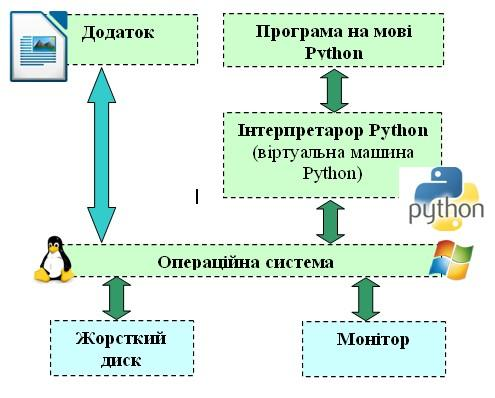 Додаток
Програма на мові
Python
Інтерпретарор Python
(віртуальна машина
Python)
python
Операційна система
Жорсткий
диск
Монітор